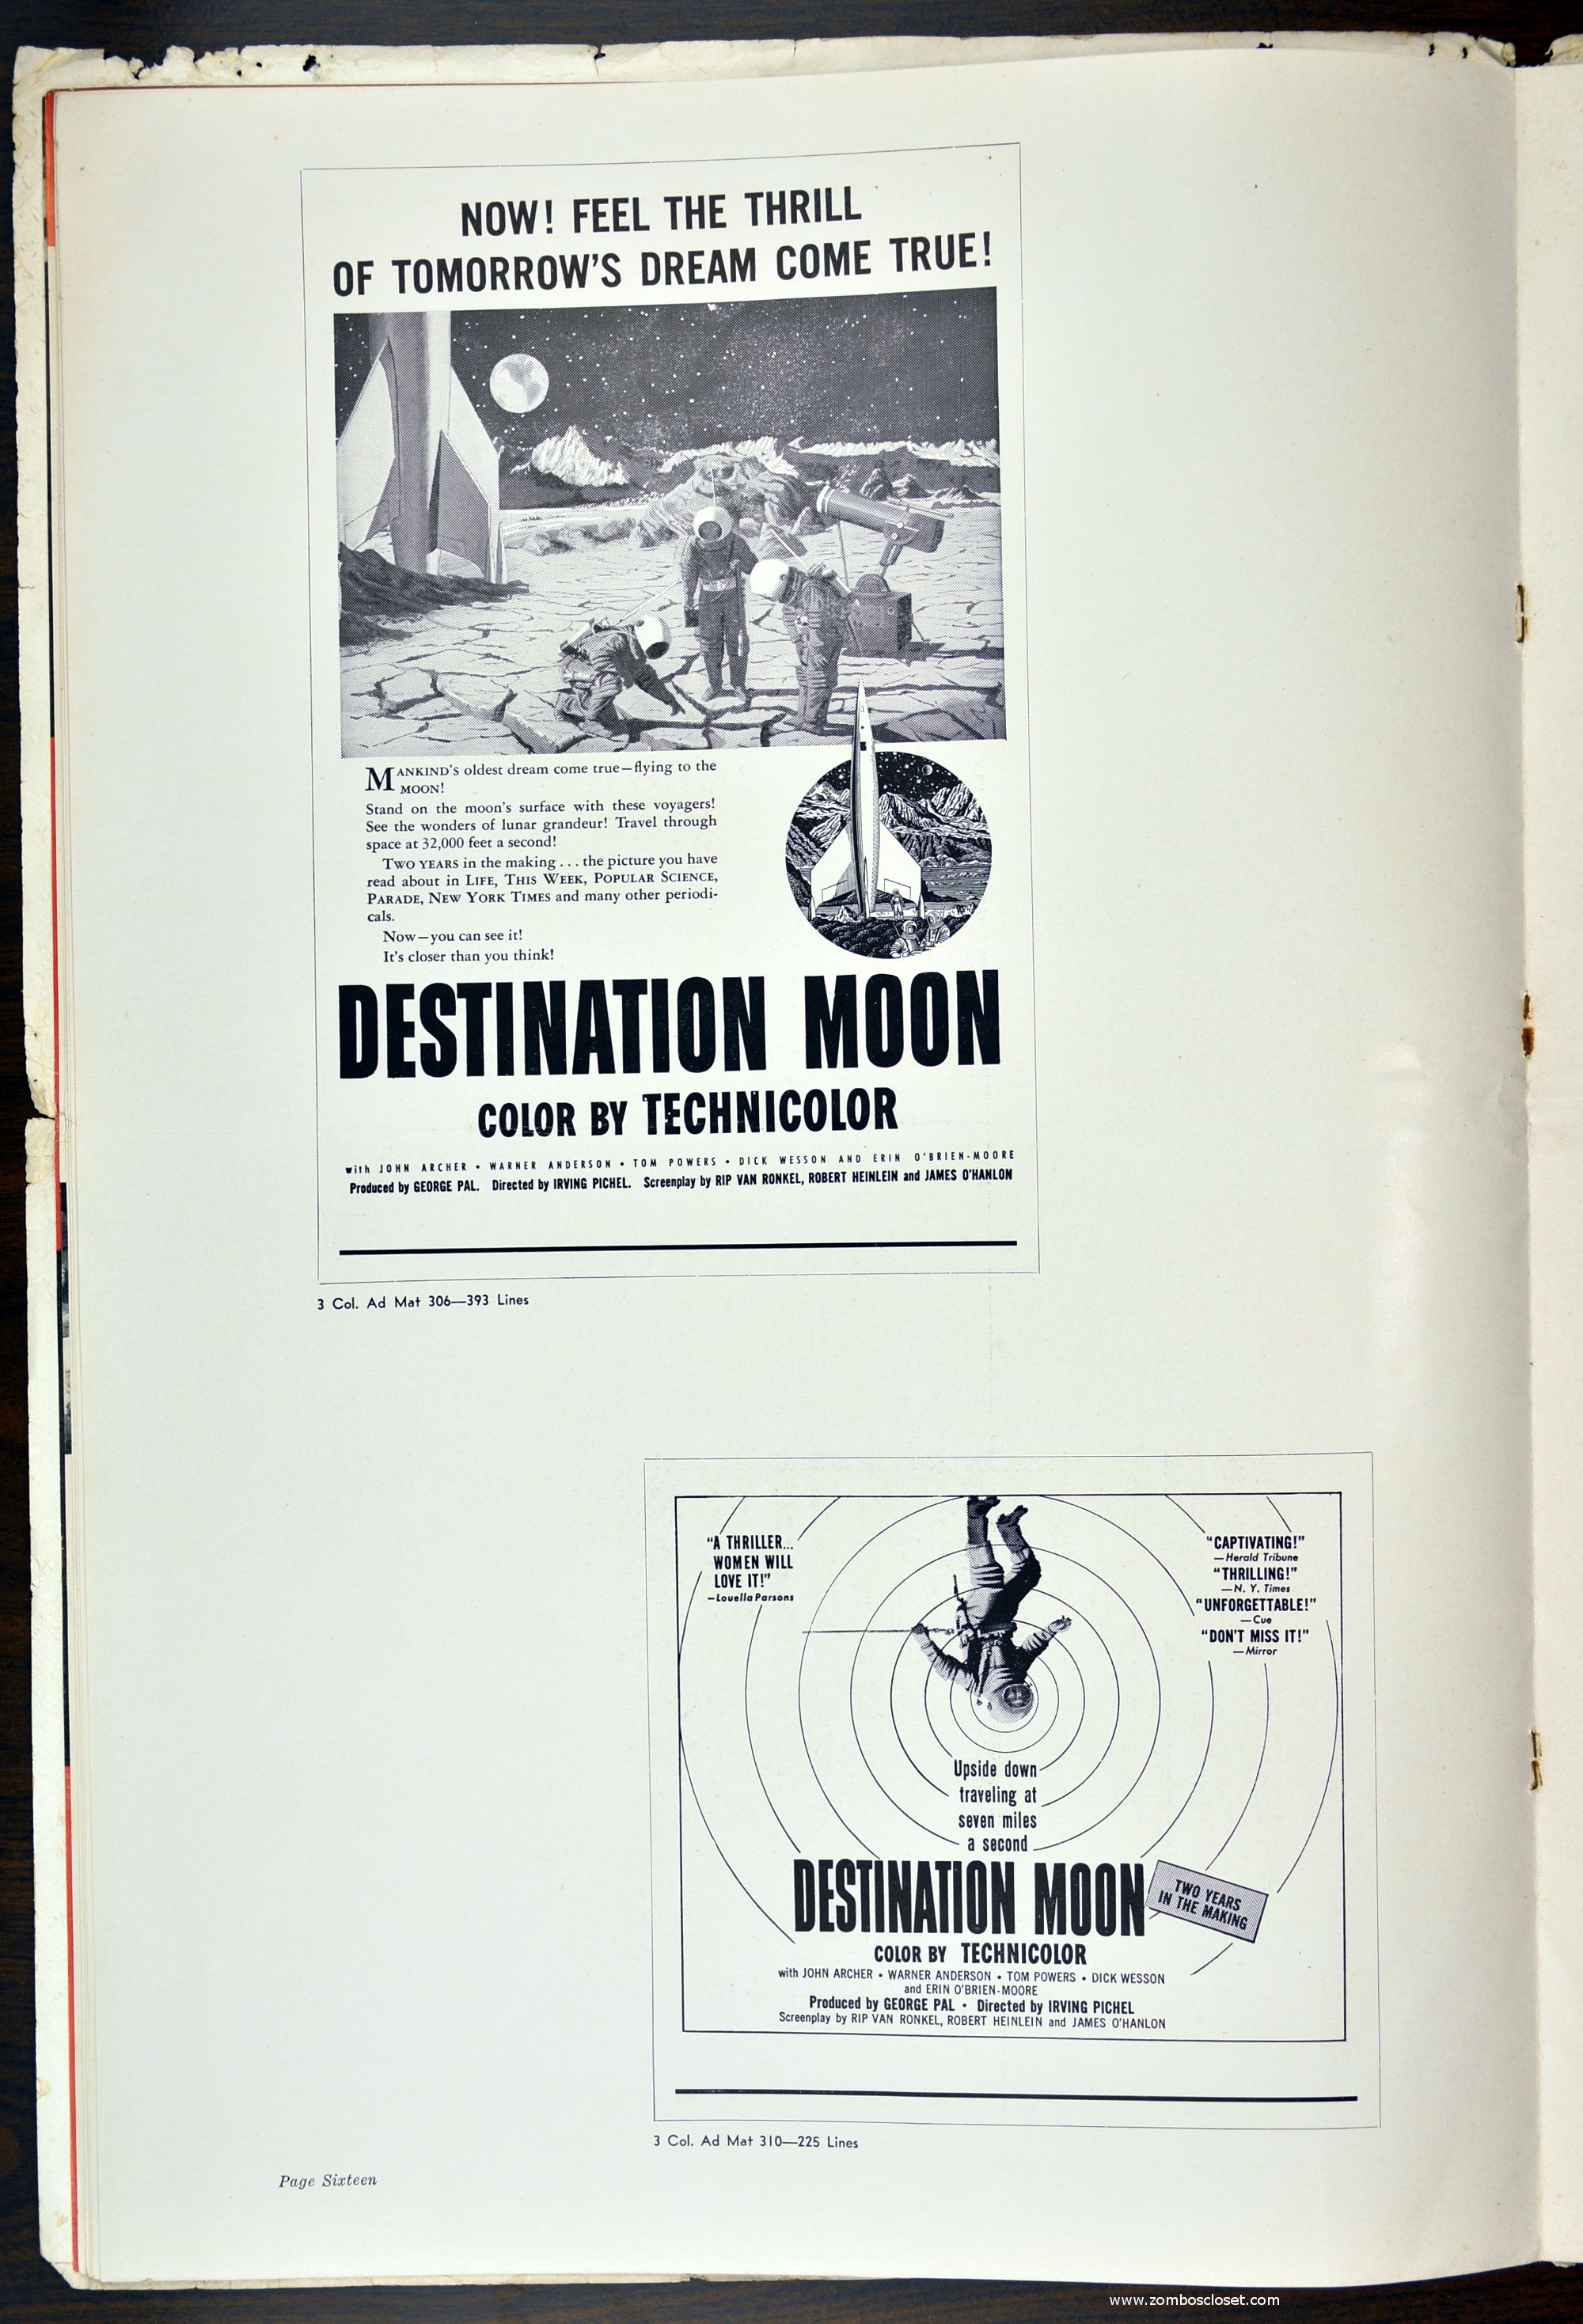 NOW! FEEL THE THRILL
OF TOMORROW'S DREAM COME TRUE!
MANKIND'S oldest dream come true—flying to the
MOON!
Stand on the moon's surface with these voyagers!
See the wonders of lunar grandeur! Travel through
space at 32,000 feet a second!
TWO YEARS in the making . . . the picture you have
read about in LIFE, THIS WEEK, POPULAR SCIENCE,
PARADE, NEW YORK TIMES and many other periodi-
cals.
Now—you can see it!
It's closer than you think!
DESTINATION MOON
COLOR BY TECHNICOLOR
with JOHN ARCHER • WARNER ANDERSON • TOM POWERS • DICK WESSON AND ERIN O'BRIEN-MOORE
Produced by GEORGE PAL. Directed by IRVING PICHEL. Screenplay by RIP VAN RONKEL, ROBERT HEINLEIN and JAMES O'HANLON
3 Col. Ad Mat 306—393 Lines
"A THRILLER...
WOMEN WILL
LOVE IT!"
—Louella Parsons
"CAPTIVATING!"
—Herald Tribune
"THRILLING!"
—N. Y. Times
"UNFORGETTABLE!"
—Cue
"DON'T MISS IT!"
—Mirror
Upside down
traveling at
seven miles
a second
DESTINATION MOON
TWO YEARS
IN THE MAKING
COLOR BY TECHNICOLOR
with JOHN ARCHER • WARNER ANDERSON • TOM POWERS • DICK WESSON
and ERIN O'BRIEN-MOORE
Produced by GEORGE PAL • Directed by IRVING PICHEL
Screenplay by RIP VAN RONKEL, ROBERT HEINLEIN and JAMES O'HANLON
3 Col. Ad Mat 310—225 Lines
Page Sixteen
www.zomboscloset.com